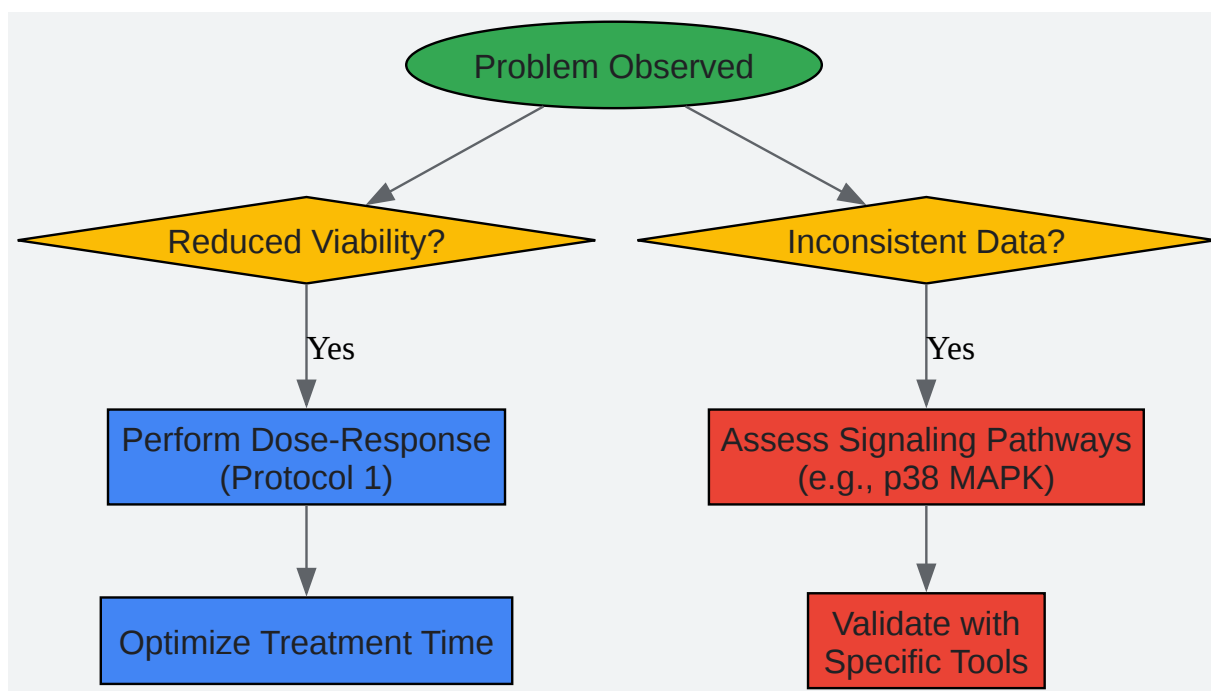 Problem Observed
Reduced Viability?
Inconsistent Data?
Yes
Yes
Perform Dose-Response
(Protocol 1)
Assess Signaling Pathways
(e.g., p38 MAPK)
Optimize Treatment Time
Validate with
Specific Tools